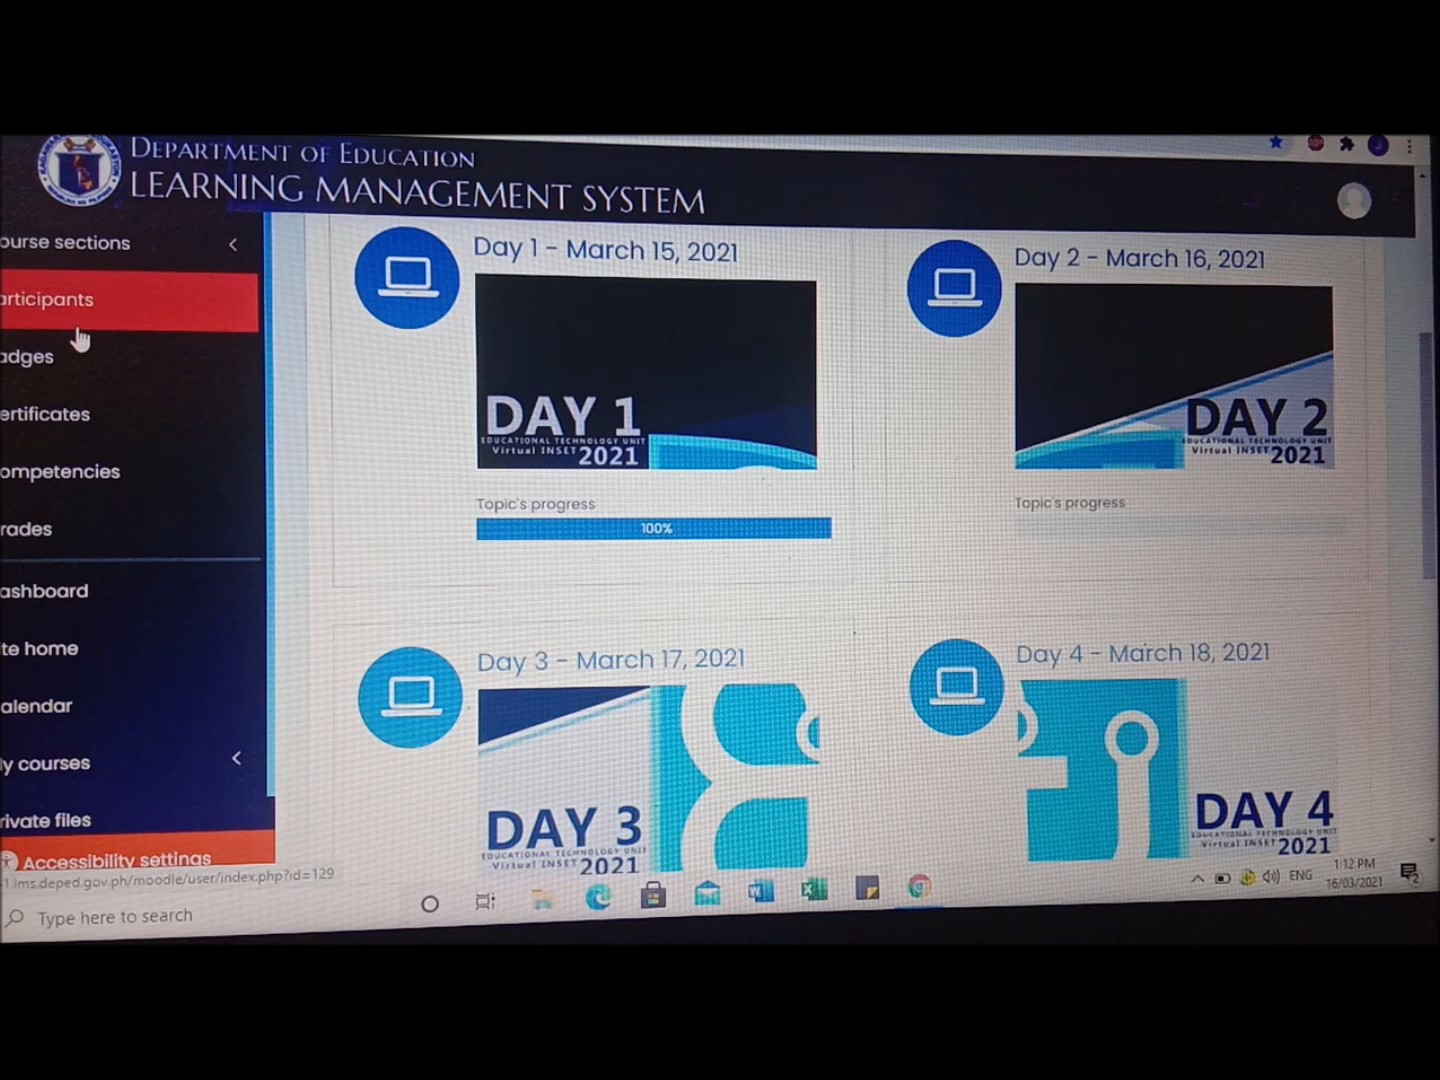 DEPARTMENT OF EDUCATION
LEARNING MANAGEMENT SYSTEM
ourse sections
articipants
adges
ertificates
ompetencies
rades
ashboard
te home
alendar
y courses
rivate files
Accessibility settings
1.lms.deped.gov.ph/moodle/user/index.php?id=129
Day 1 - March 15, 2021
DAY 1
EDUCATIONAL TECHNOLOGY UNIT
Virtual INSET 2021
Topic's progress
100%
Day 2 - March 16, 2021
DAY 2
EDUCATIONAL TECHNOLOGY UNIT
Virtual INSET 2021
Topic's progress
Day 3 - March 17, 2021
DAY 3
EDUCATIONAL TECHNOLOGY UNIT
Virtual INSET 2021
Day 4 - March 18, 2021
DAY 4
EDUCATIONAL TECHNOLOGY UNIT
Virtual INSET 2021
Type here to search
ENG
1:12 PM
16/03/2021
2